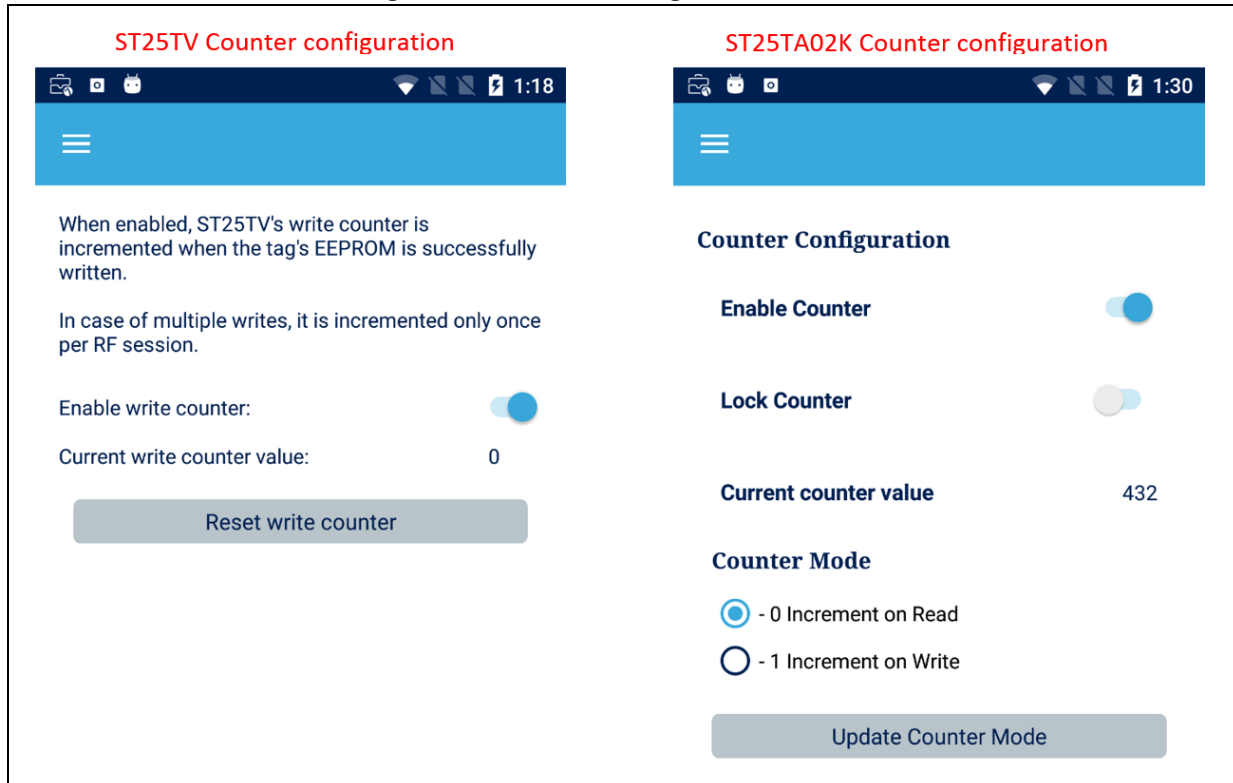 ST25TV Counter configuration
1:18
When enabled, ST25TV's write counter is
incremented when the tag's EEPROM is successfully
written.
In case of multiple writes, it is incremented only once
per RF session.
Enable write counter:
Current write counter value: 0
Reset write counter
ST25TA02K Counter configuration
1:30
Counter Configuration
Enable Counter
Lock Counter
Current counter value 432
Counter Mode
- 0 Increment on Read
- 1 Increment on Write
Update Counter Mode